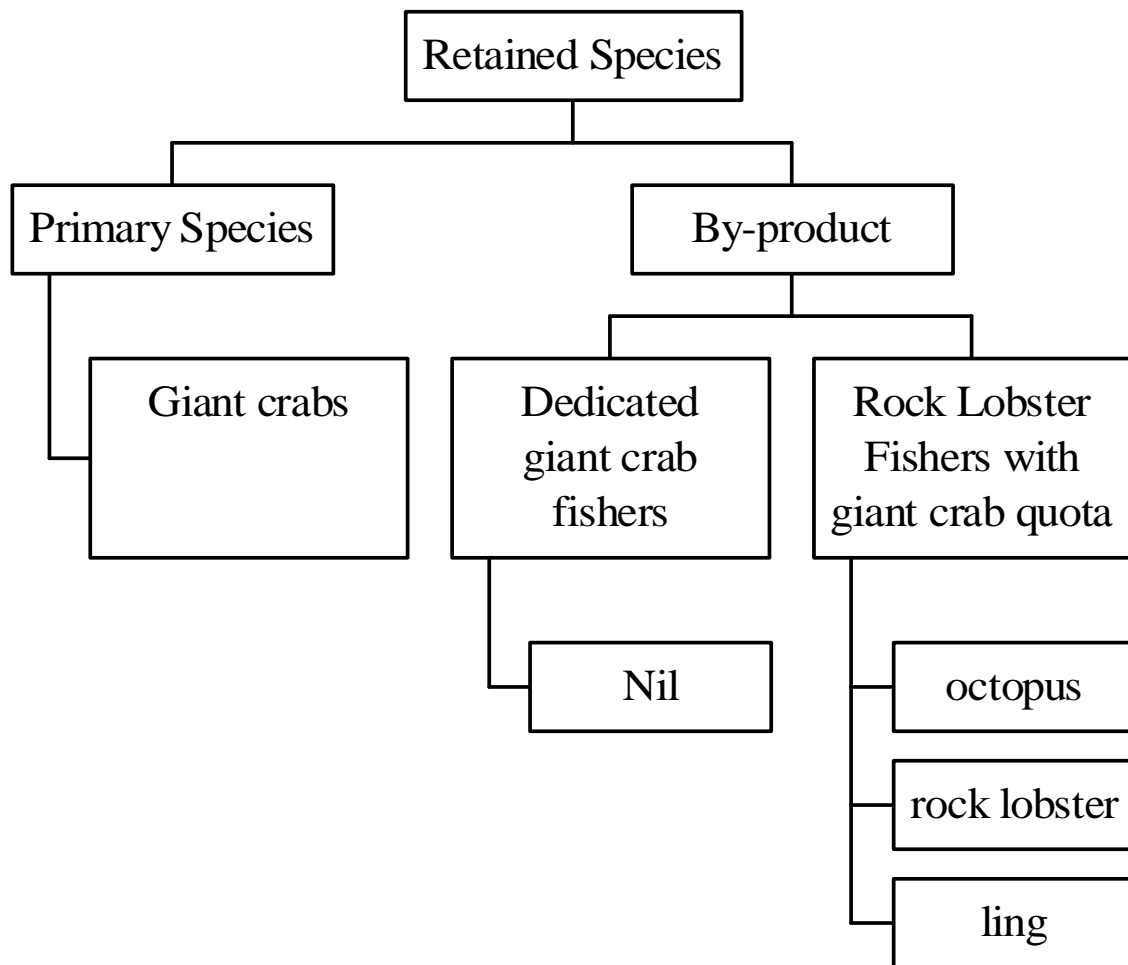 Retained Species
Primary Species
By-product
Giant crabs
Dedicated
giant crab
fishers
Rock Lobster
Fishers with
giant crab quota
Nil
octopus
rock lobster
ling